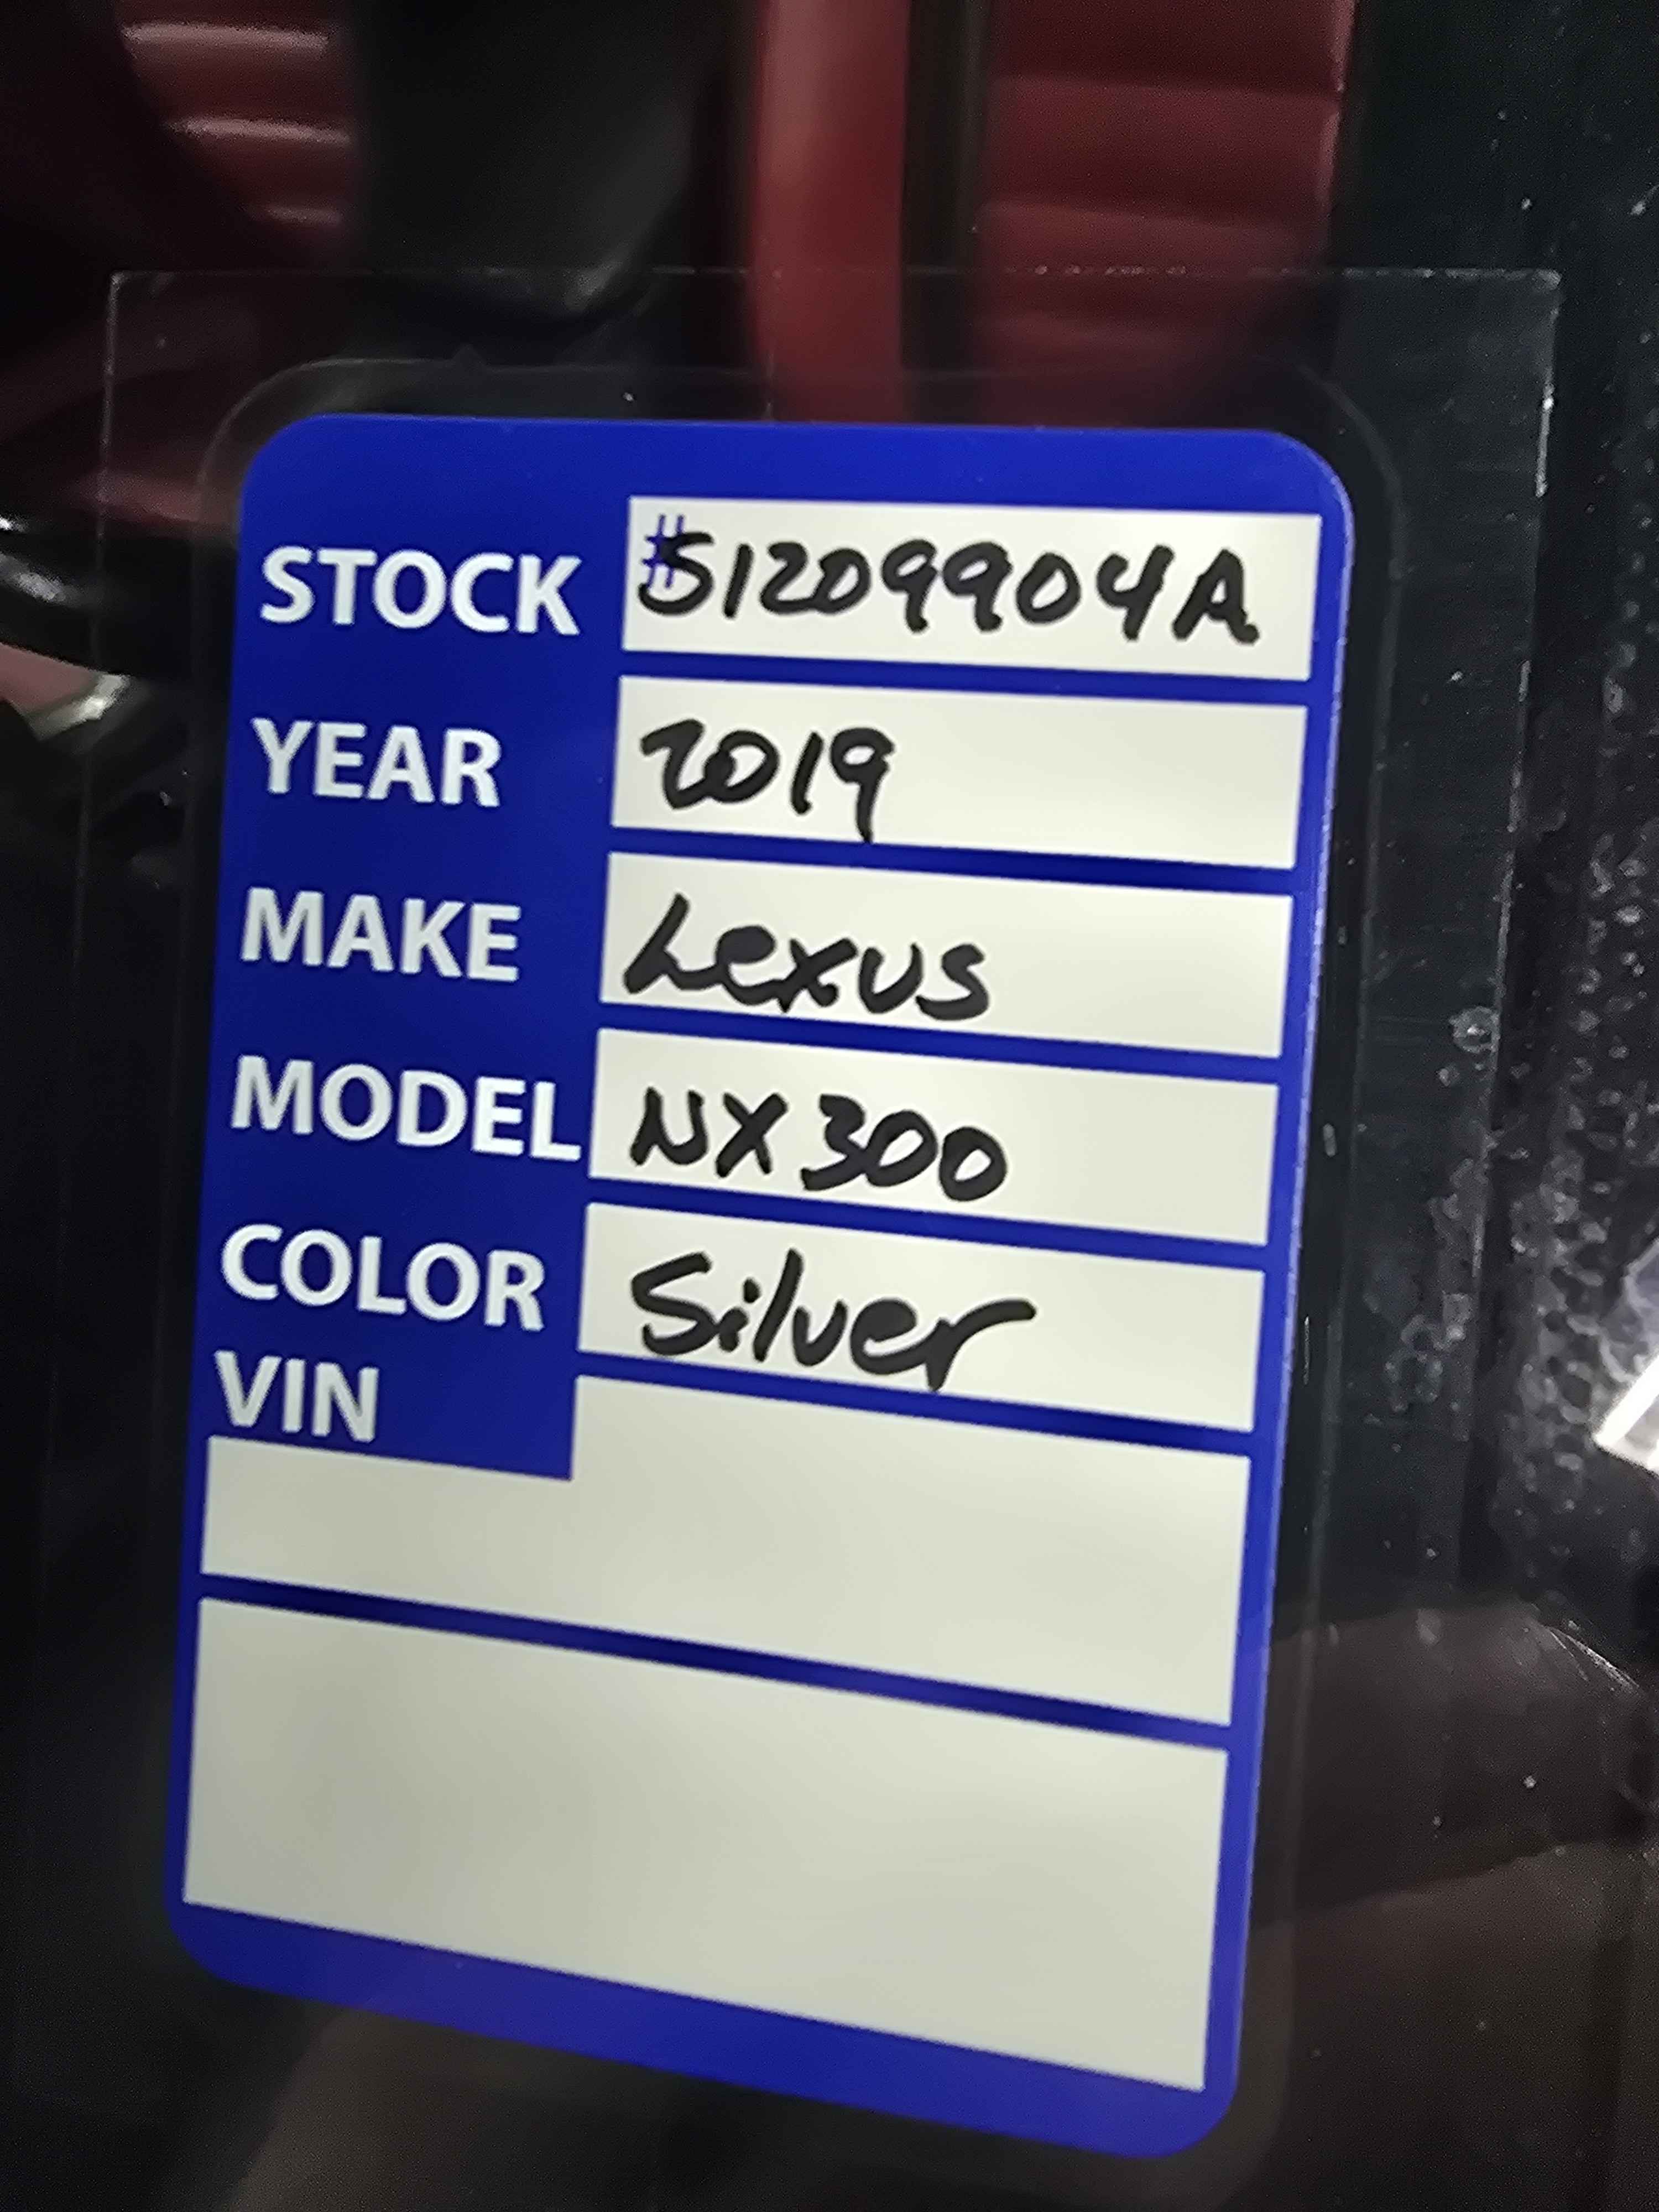 STOCK #51209904A
YEAR 2019
MAKE Lexus
MODEL NX300
COLOR Silver
VIN